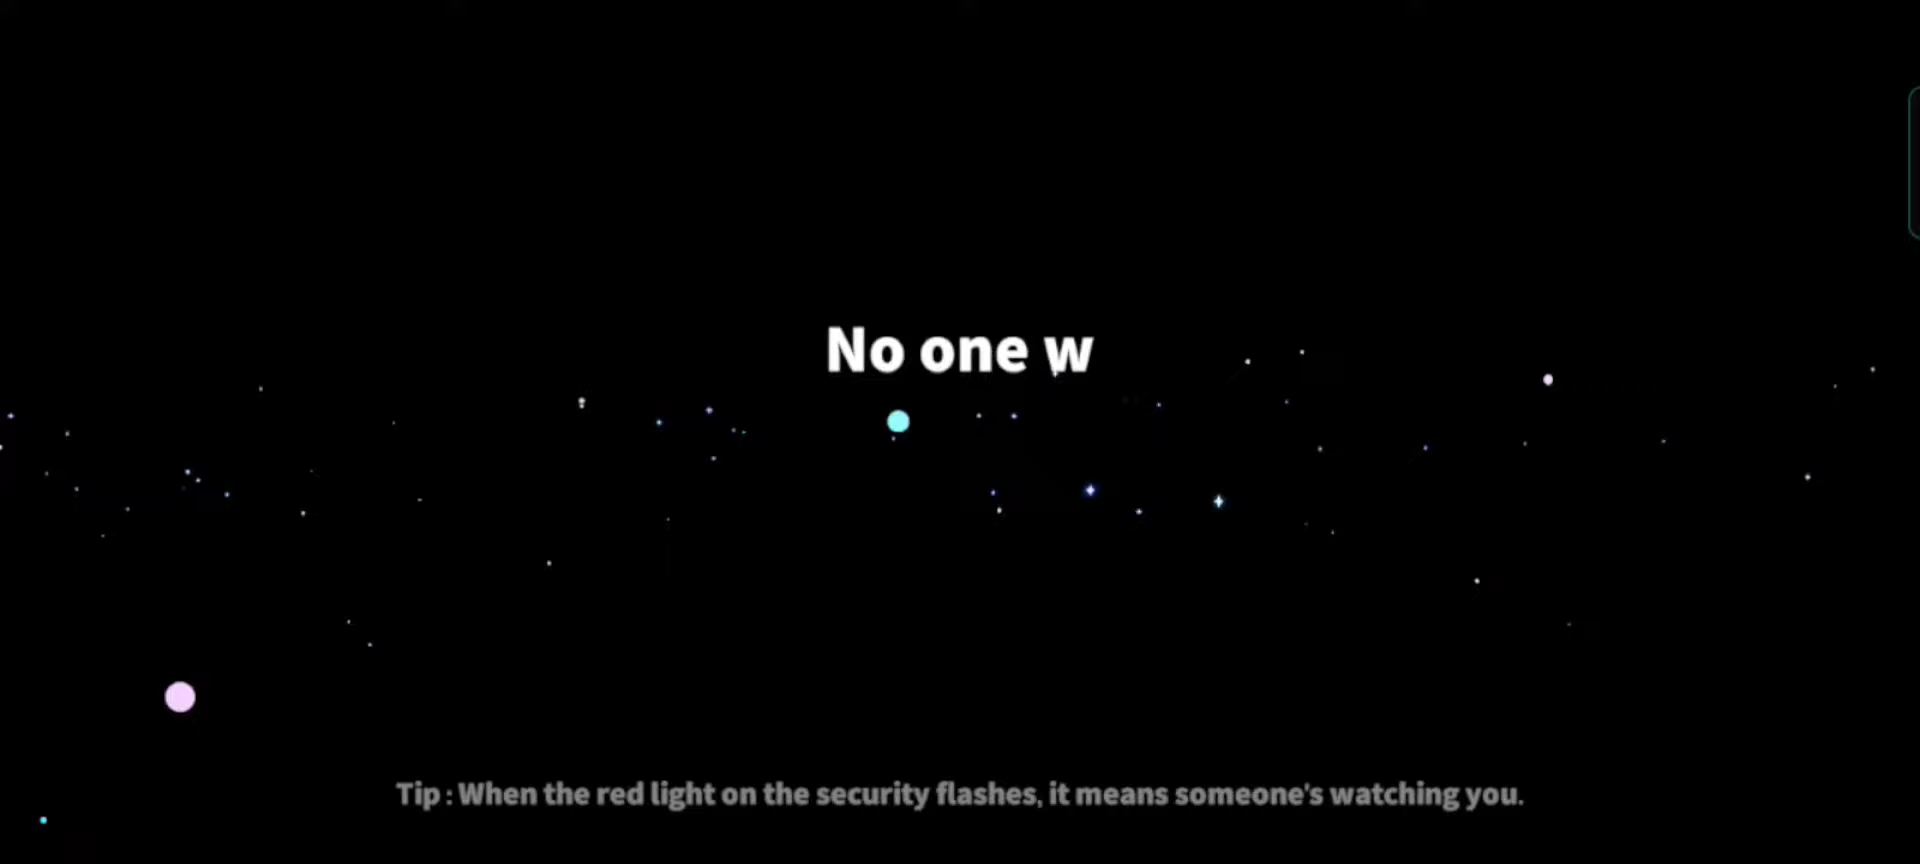 No one w
Tip : When the red light on the security flashes, it means someone's watching you.